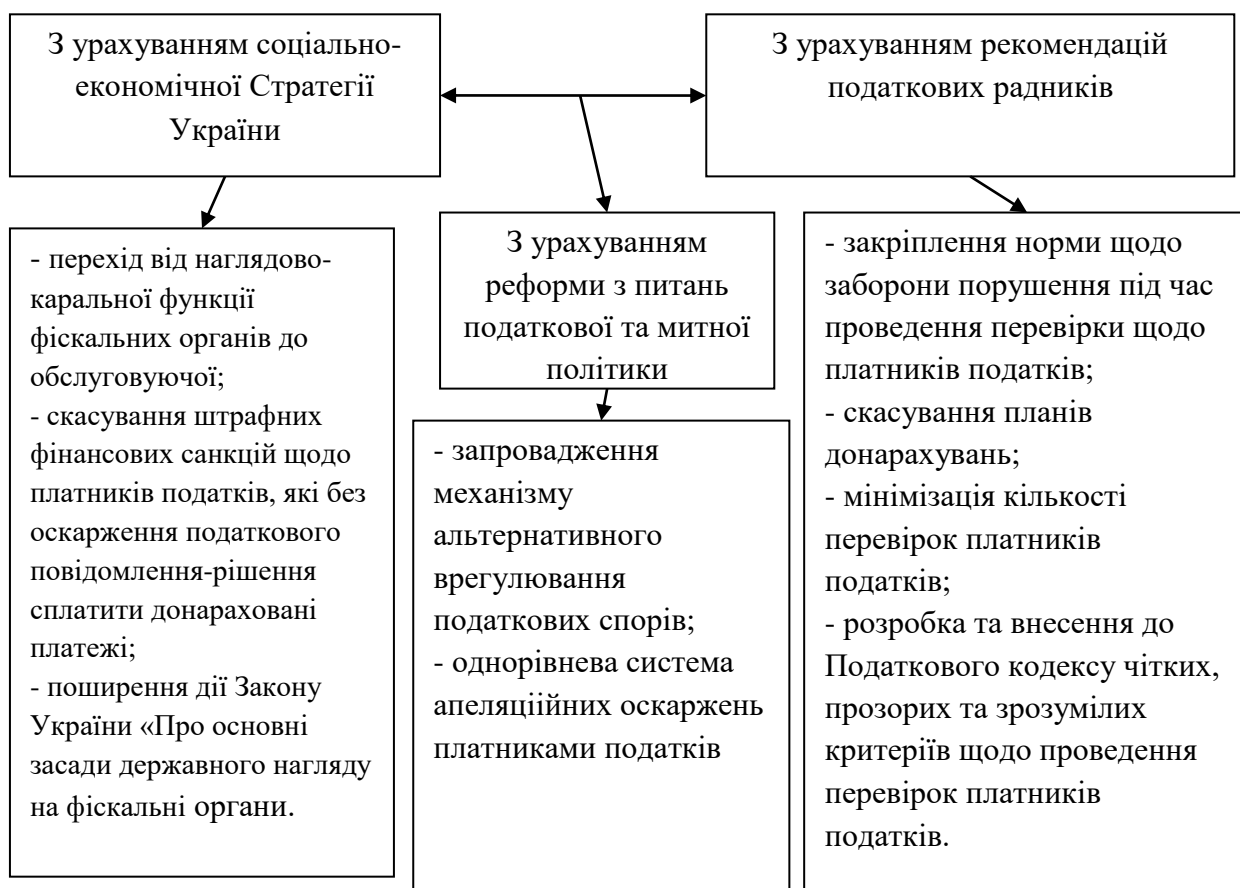 З урахуванням соціально-
економічної Стратегії
України
З урахуванням рекомендацій
податкових радників
- перехід від наглядово-
каральної функції
фіскальних органів до
обслуговуючої;
- скасування штрафних
фінансових санкцій щодо
платників податків, які без
оскарження податкового
повідомлення-рішення
сплатити донараховані
платежі;
- поширення дії Закону
України «Про основні
засади державного нагляду
на фіскальні органи.
З урахуванням
реформи з питань
податкової та митної
політики
- запровадження
механізму
альтернативного
врегулювання
податкових спорів;
- однорівнева система
апеляціійних оскаржень
платниками податків
- закріплення норми щодо
заборони порушення під час
проведення перевірки щодо
платників податків;
- скасування планів
донарахувань;
- мінімізація кількості
перевірок платників
податків;
- розробка та внесення до
Податкового кодексу чітких,
прозорих та зрозумілих
критеріїв щодо проведення
перевірок платників
податків.